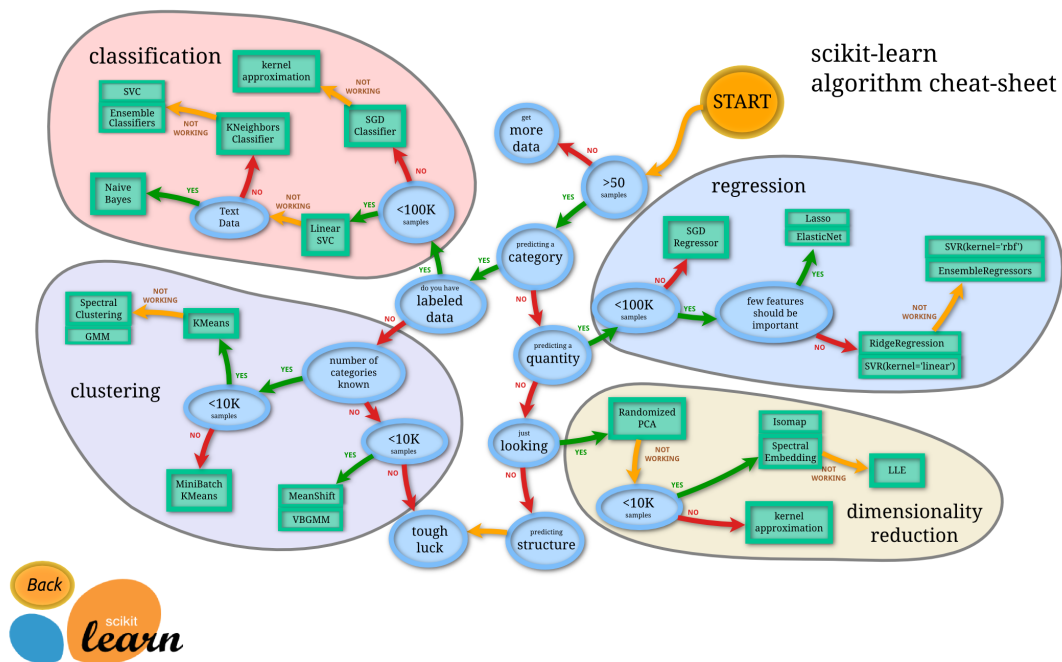 scikit-learn
algorithm cheat-sheet
START
classification
kernel
approximation
NOT
WORKING
SVC
Ensemble
Classifiers
NOT
WORKING
KNeighbors
Classifier
SGD
Classifier
NO
NO
YES
Naive
Bayes
YES
Text
Data
NOT
WORKING
Linear
SVC
YES
<100K
samples
YES
get
more
data
NO
>50
samples
YES
predicting a
category
YES
NO
do you have
labeled
data
NO
predicting a
quantity
YES
NO
just
looking
YES
NO
predicting
structure
tough
luck
regression
SGD
Regressor
NO
<100K
samples
YES
few features
should be
important
YES
Lasso
ElasticNet
NO
RidgeRegression
SVR(kernel='linear')
NOT
WORKING
SVR(kernel='rbf')
EnsembleRegressors
clustering
Spectral
Clustering
GMM
NOT
WORKING
KMeans
YES
<10K
samples
YES
number of
categories
known
NO
NO
MiniBatch
KMeans
<10K
samples
YES
NO
MeanShift
VBGMM
dimensionality
reduction
Randomized
PCA
NOT
WORKING
<10K
samples
YES
NO
Isomap
Spectral
Embedding
NOT
WORKING
LLE
kernel
approximation
Back
scikit
learn